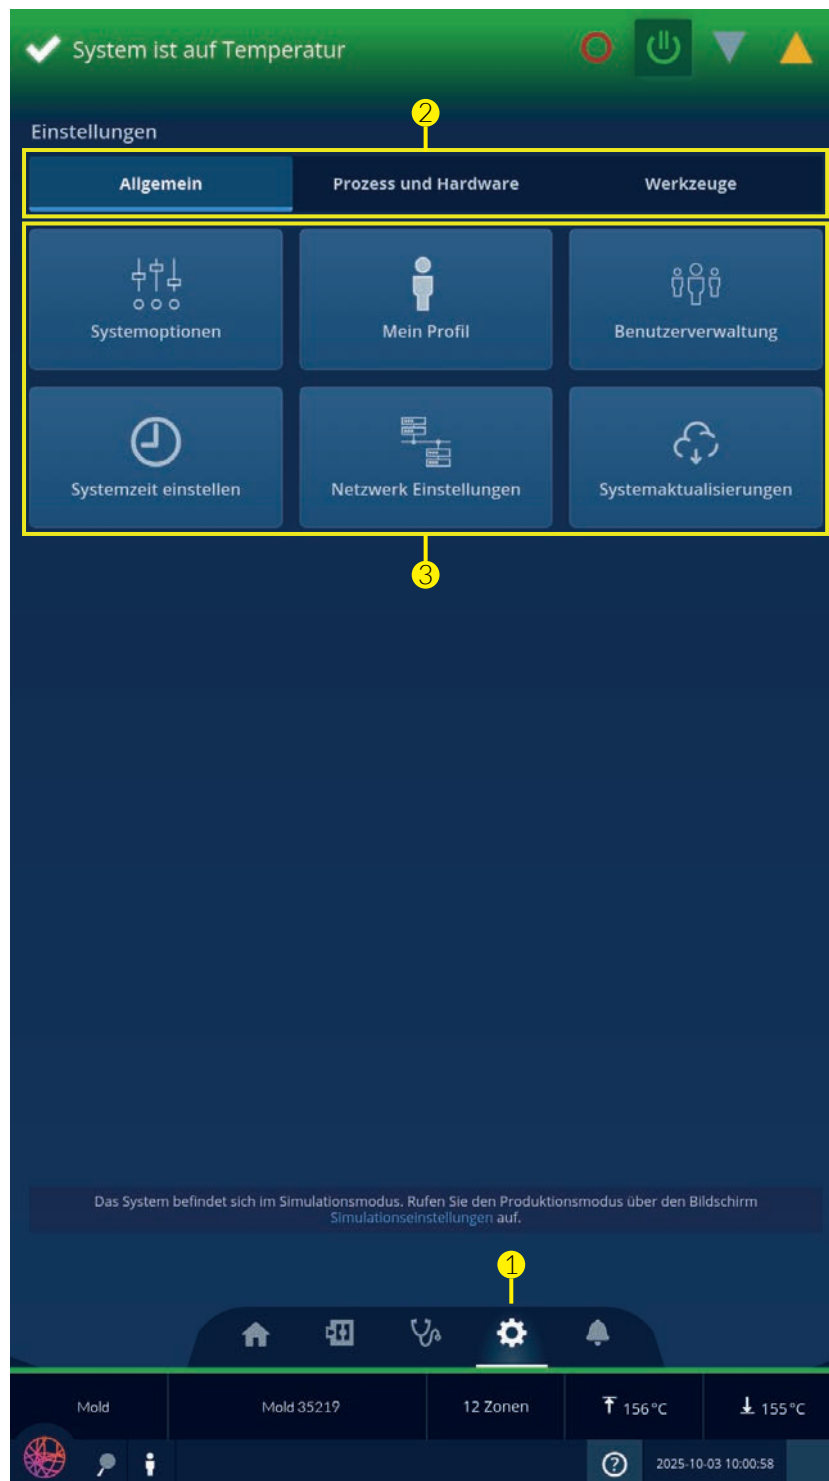 System ist auf Temperatur
Einstellungen
2
Allgemein Prozess und Hardware Werkzeuge
Systemoptionen Mein Profil Benutzerverwaltung
Systemzeit einstellen Netzwerk Einstellungen Systemaktualisierungen
3
Das System befindet sich im Simulationsmodus. Rufen Sie den Produktionsmodus über den Bildschirm
Simulationseinstellungen auf.
1
Mold Mold 35219 12 Zonen 156°C 155°C
? 2025-10-03 10:00:58